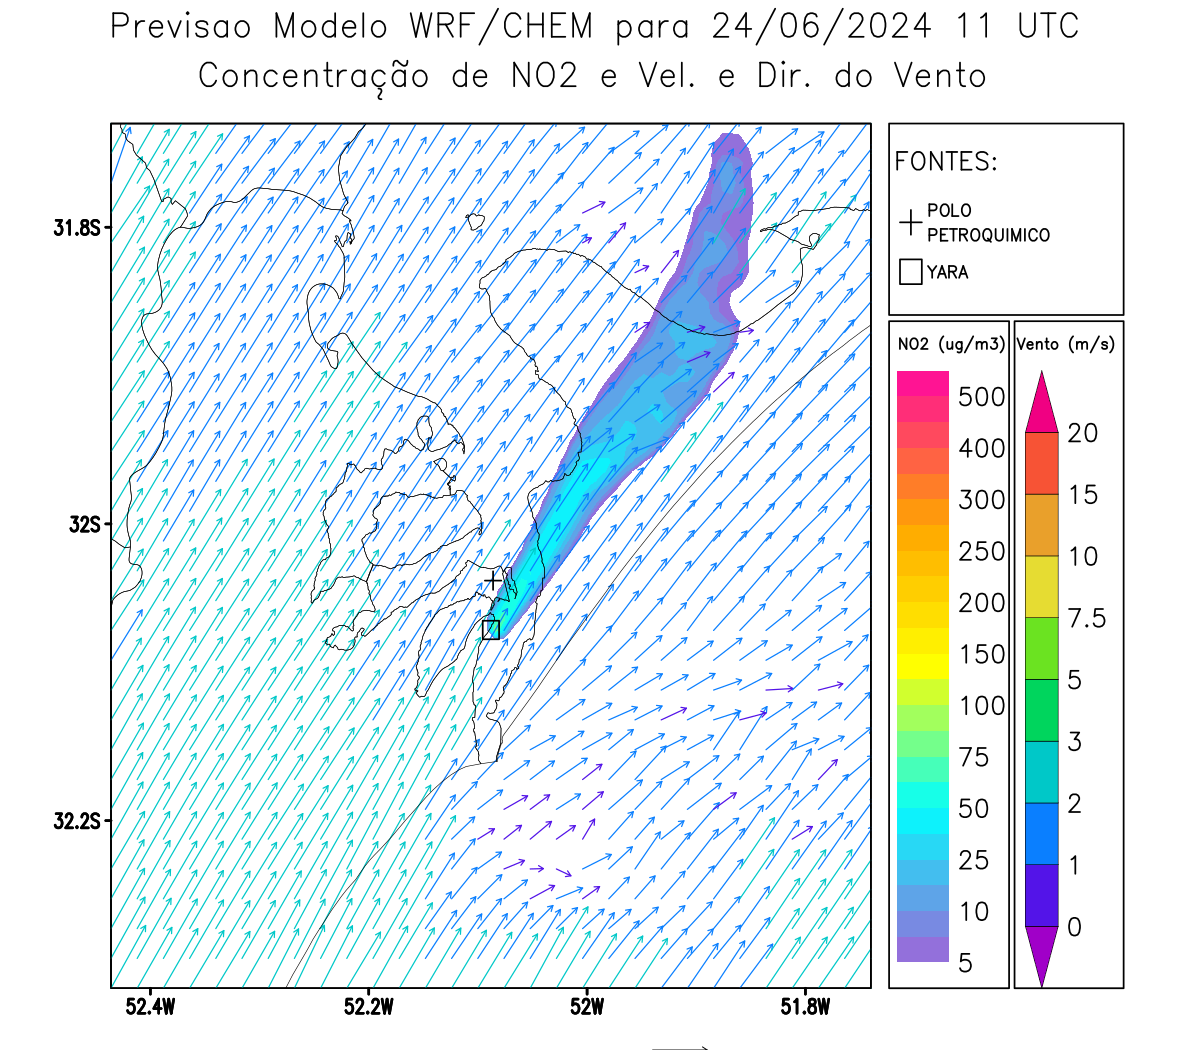 Previsao Modelo WRF/CHEM para 24/06/2024 11 UTC
Concentração de NO2 e Vel. e Dir. do Vento
FONTES:
POLO
PETROQUIMICO
YARA
NO2 (ug/m3)
500
400
300
250
200
150
100
75
50
25
10
5
Vento (m/s)
20
15
10
7.5
5
3
2
1
0
31.8S
32S
32.2S
52.4W
52.2W
52W
51.8W